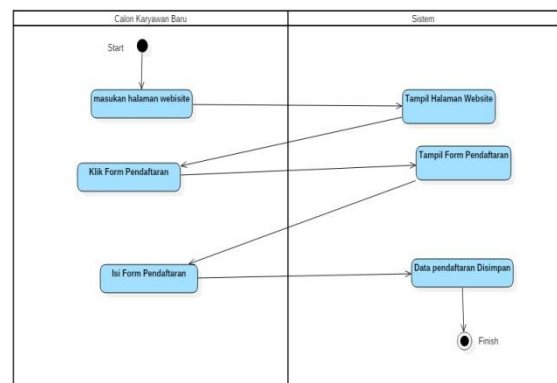 Calon Karyawan Baru
Sistem
Start
masukan halaman webisite
Tampil Halaman Website
Klik Form Pendaftaran
Tampil Form Pendaftaran
Isi Form Pendaftaran
Data pendaftaran Disimpan
Finish